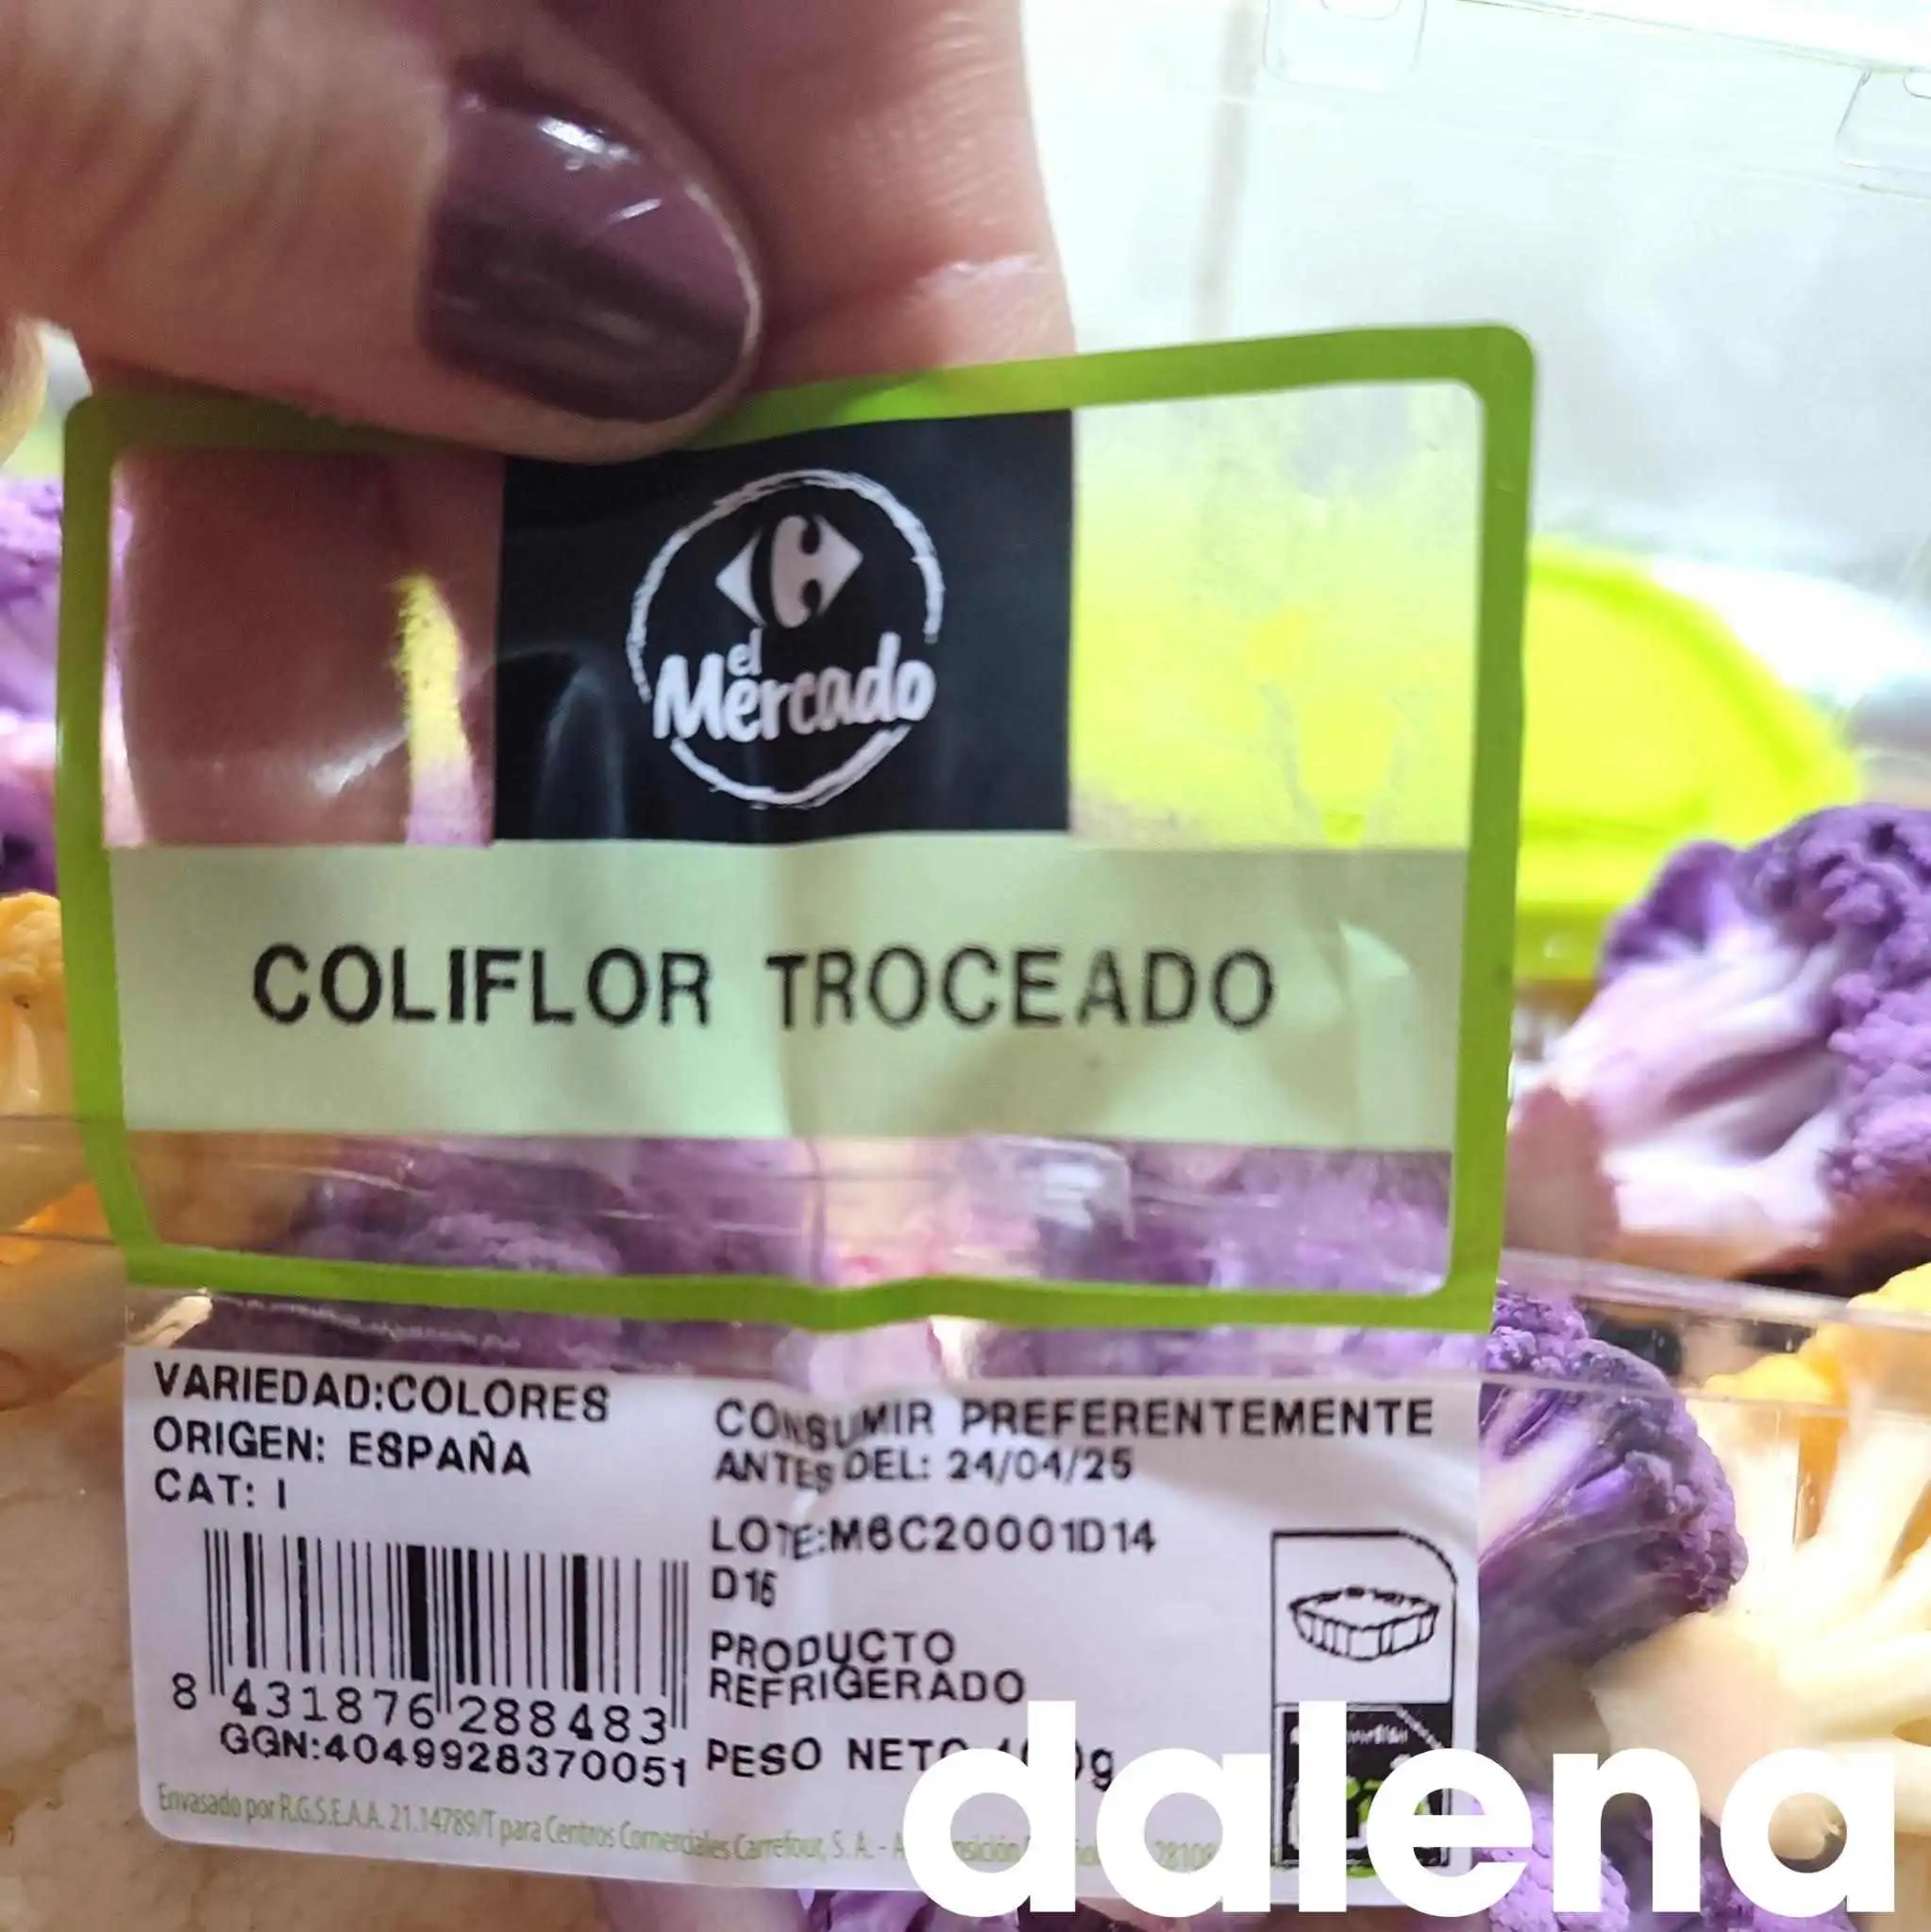 el
Mercado
COLIFLOR TROCEADO
VARIEDAD:COLORES
ORIGEN: ESPAÑA
CAT: I
8 431876 288483
GGN:4049928370051
CONSUMIR PREFERENTEMENTE
ANTES DEL: 24/04/25
LOTE:M6C20001D14
D16
PRODUCTO
REFRIGERADO
PESO NETO
Envasado por R.G.S.E.A.A. 21.14789/T para Centros Comerciales Carrefour, S. A. -
dalena